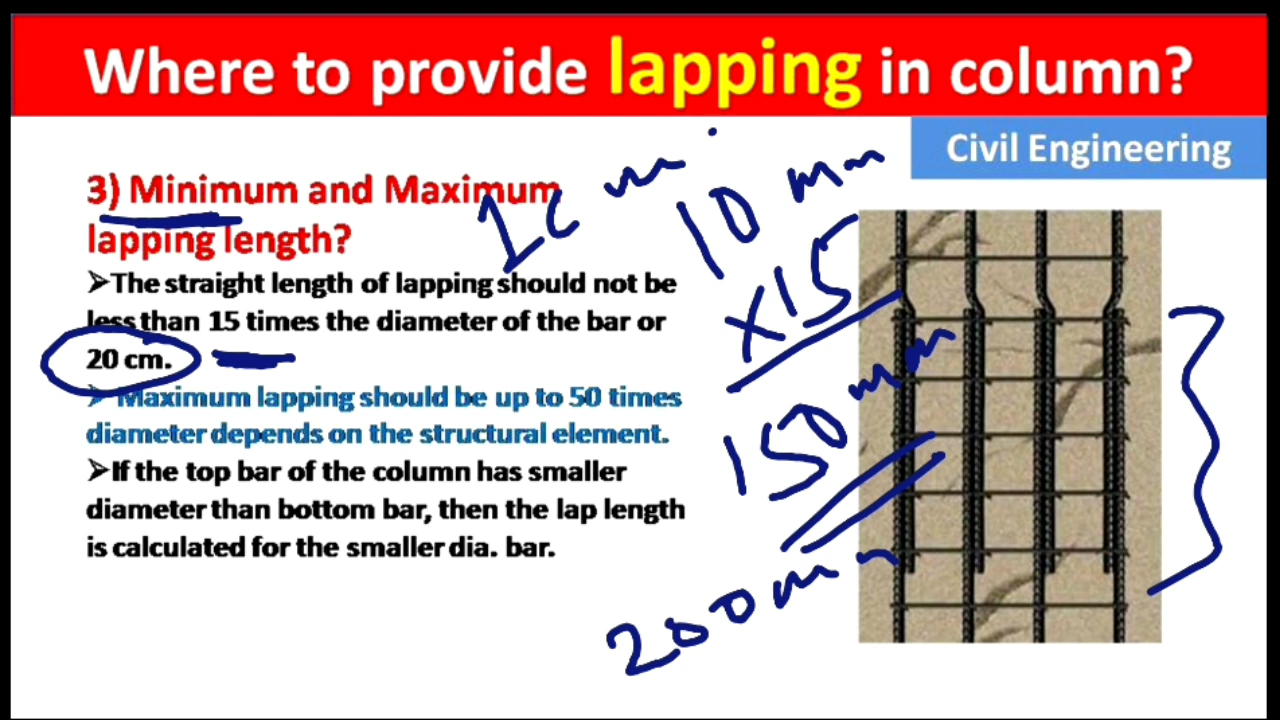 Where to provide lapping in column?
Civil Engineering
3) Minimum and Maximum
lapping length?
➢The straight length of lapping should not be
less than 15 times the diameter of the bar or
20 cm.
➢ Maximum lapping should be up to 50 times
diameter depends on the structural element.
➢If the top bar of the column has smaller
diameter than bottom bar, then the lap length
is calculated for the smaller dia. bar.
10 mm
×15
150 mm
200mm